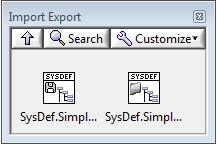 Import Export
Search Customize
SYSDEF SYSDEF
SysDef.Simpl... SysDef.Simpl...